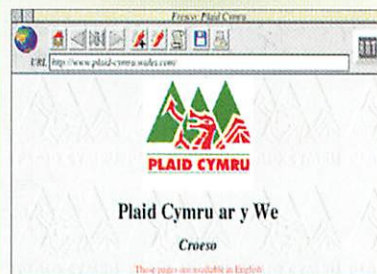 Fresco: Plaid Cymru
URL http://www.plaid-cymru.wales.com/
PLAID CYMRU
Plaid Cymru ar y We
Croeso
These pages are available in English